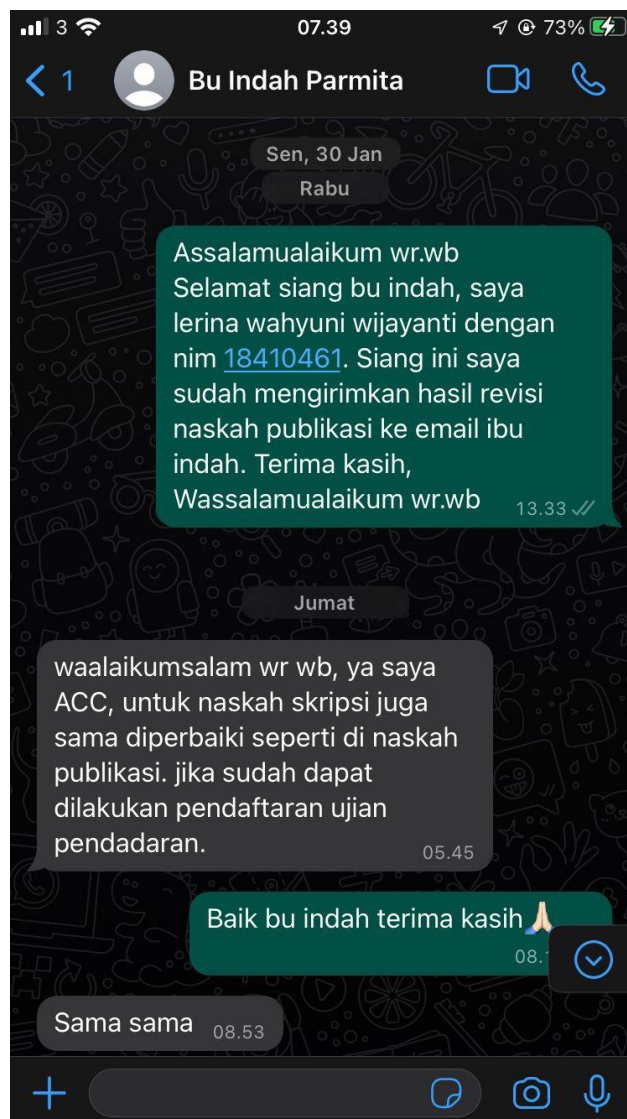 3
07.39
73%
1
Bu Indah Parmita
Sen, 30 Jan
Rabu
Assalamualaikum wr.wb
Selamat siang bu indah, saya
lerina wahyuni wijayanti dengan
nim 18410461. Siang ini saya
sudah mengirimkan hasil revisi
naskah publikasi ke email ibu
indah. Terima kasih,
Wassalamualaikum wr.wb
13.33
Jumat
waalaikumsalam wr wb, ya saya
ACC, untuk naskah skripsi juga
sama diperbaiki seperti di naskah
publikasi. jika sudah dapat
dilakukan pendaftaran ujian
pendadaran.
05.45
Baik bu indah terima kasih🙏🏻
Sama sama
08.53